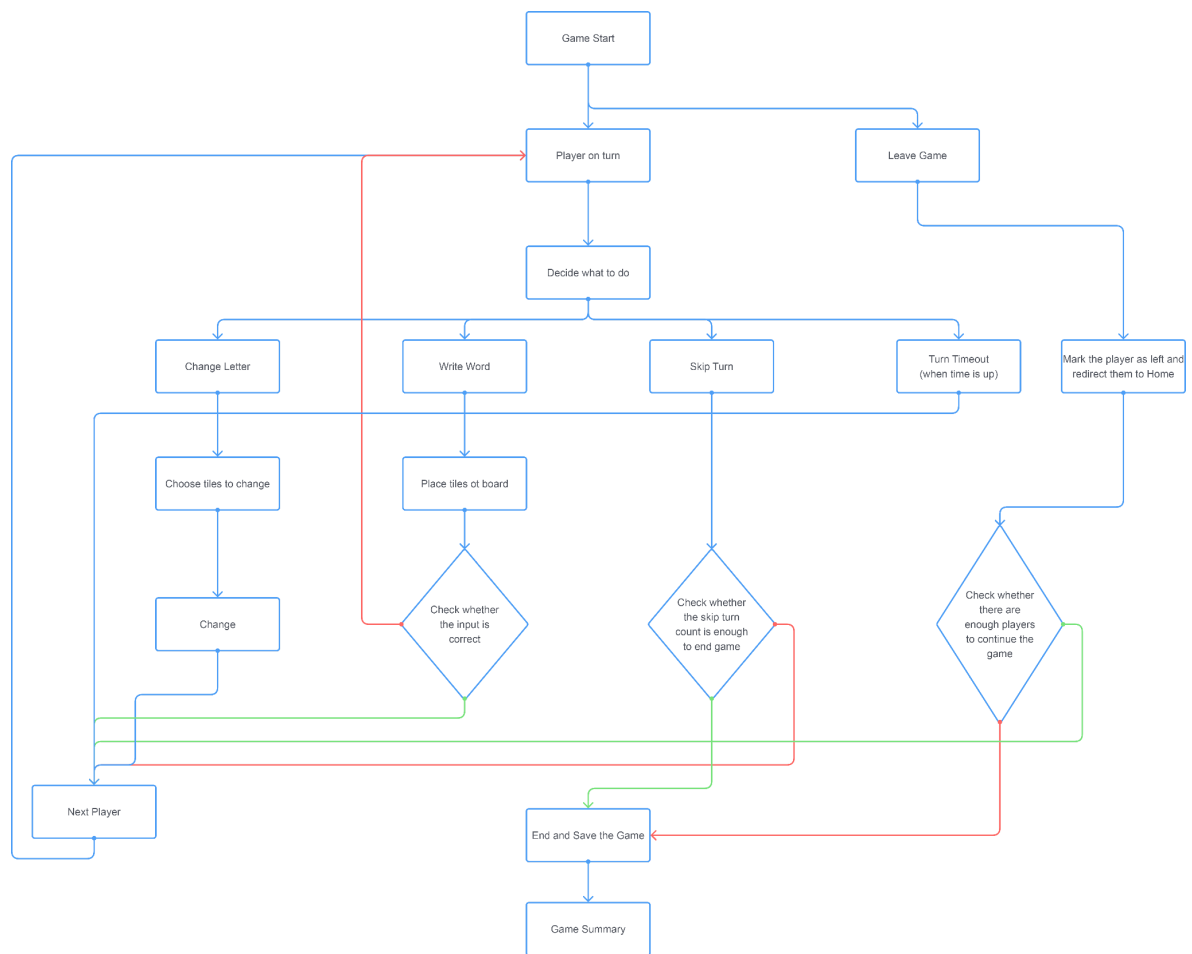 Game Start
Player on turn
Leave Game
Decide what to do
Change Letter
Write Word
Skip Turn
Turn Timeout
(when time is up)
Mark the player as left and
redirect them to Home
Choose tiles to change
Place tiles ot board
Change
Check whether
the input is
correct
Check whether
the skip turn
count is enough
to end game
Check whether
there are
enough players
to continue the
game
Next Player
End and Save the Game
Game Summary